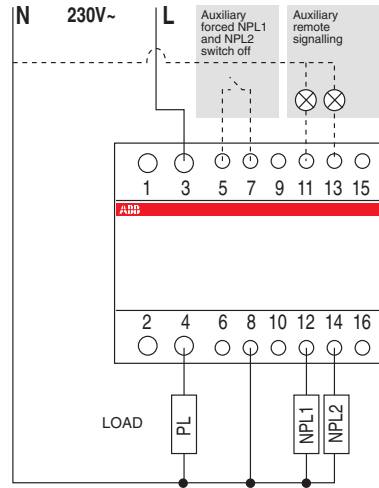 N 230V~ L
Auxiliary
forced NPL1
and NPL2
switch off
Auxiliary
remote
signalling
1 3 5 7 9 11 13 15
ABB
2 4 6 8 10 12 14 16
LOAD PL NPL1 NPL2